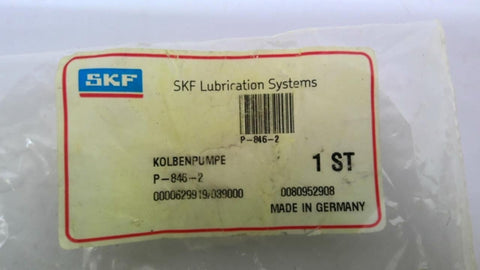 SKF
SKF Lubrication Systems
P-846-2
KOLBENPUMPE
1 ST
P-846-2
0000629919/039000
0080952908
MADE IN GERMANY